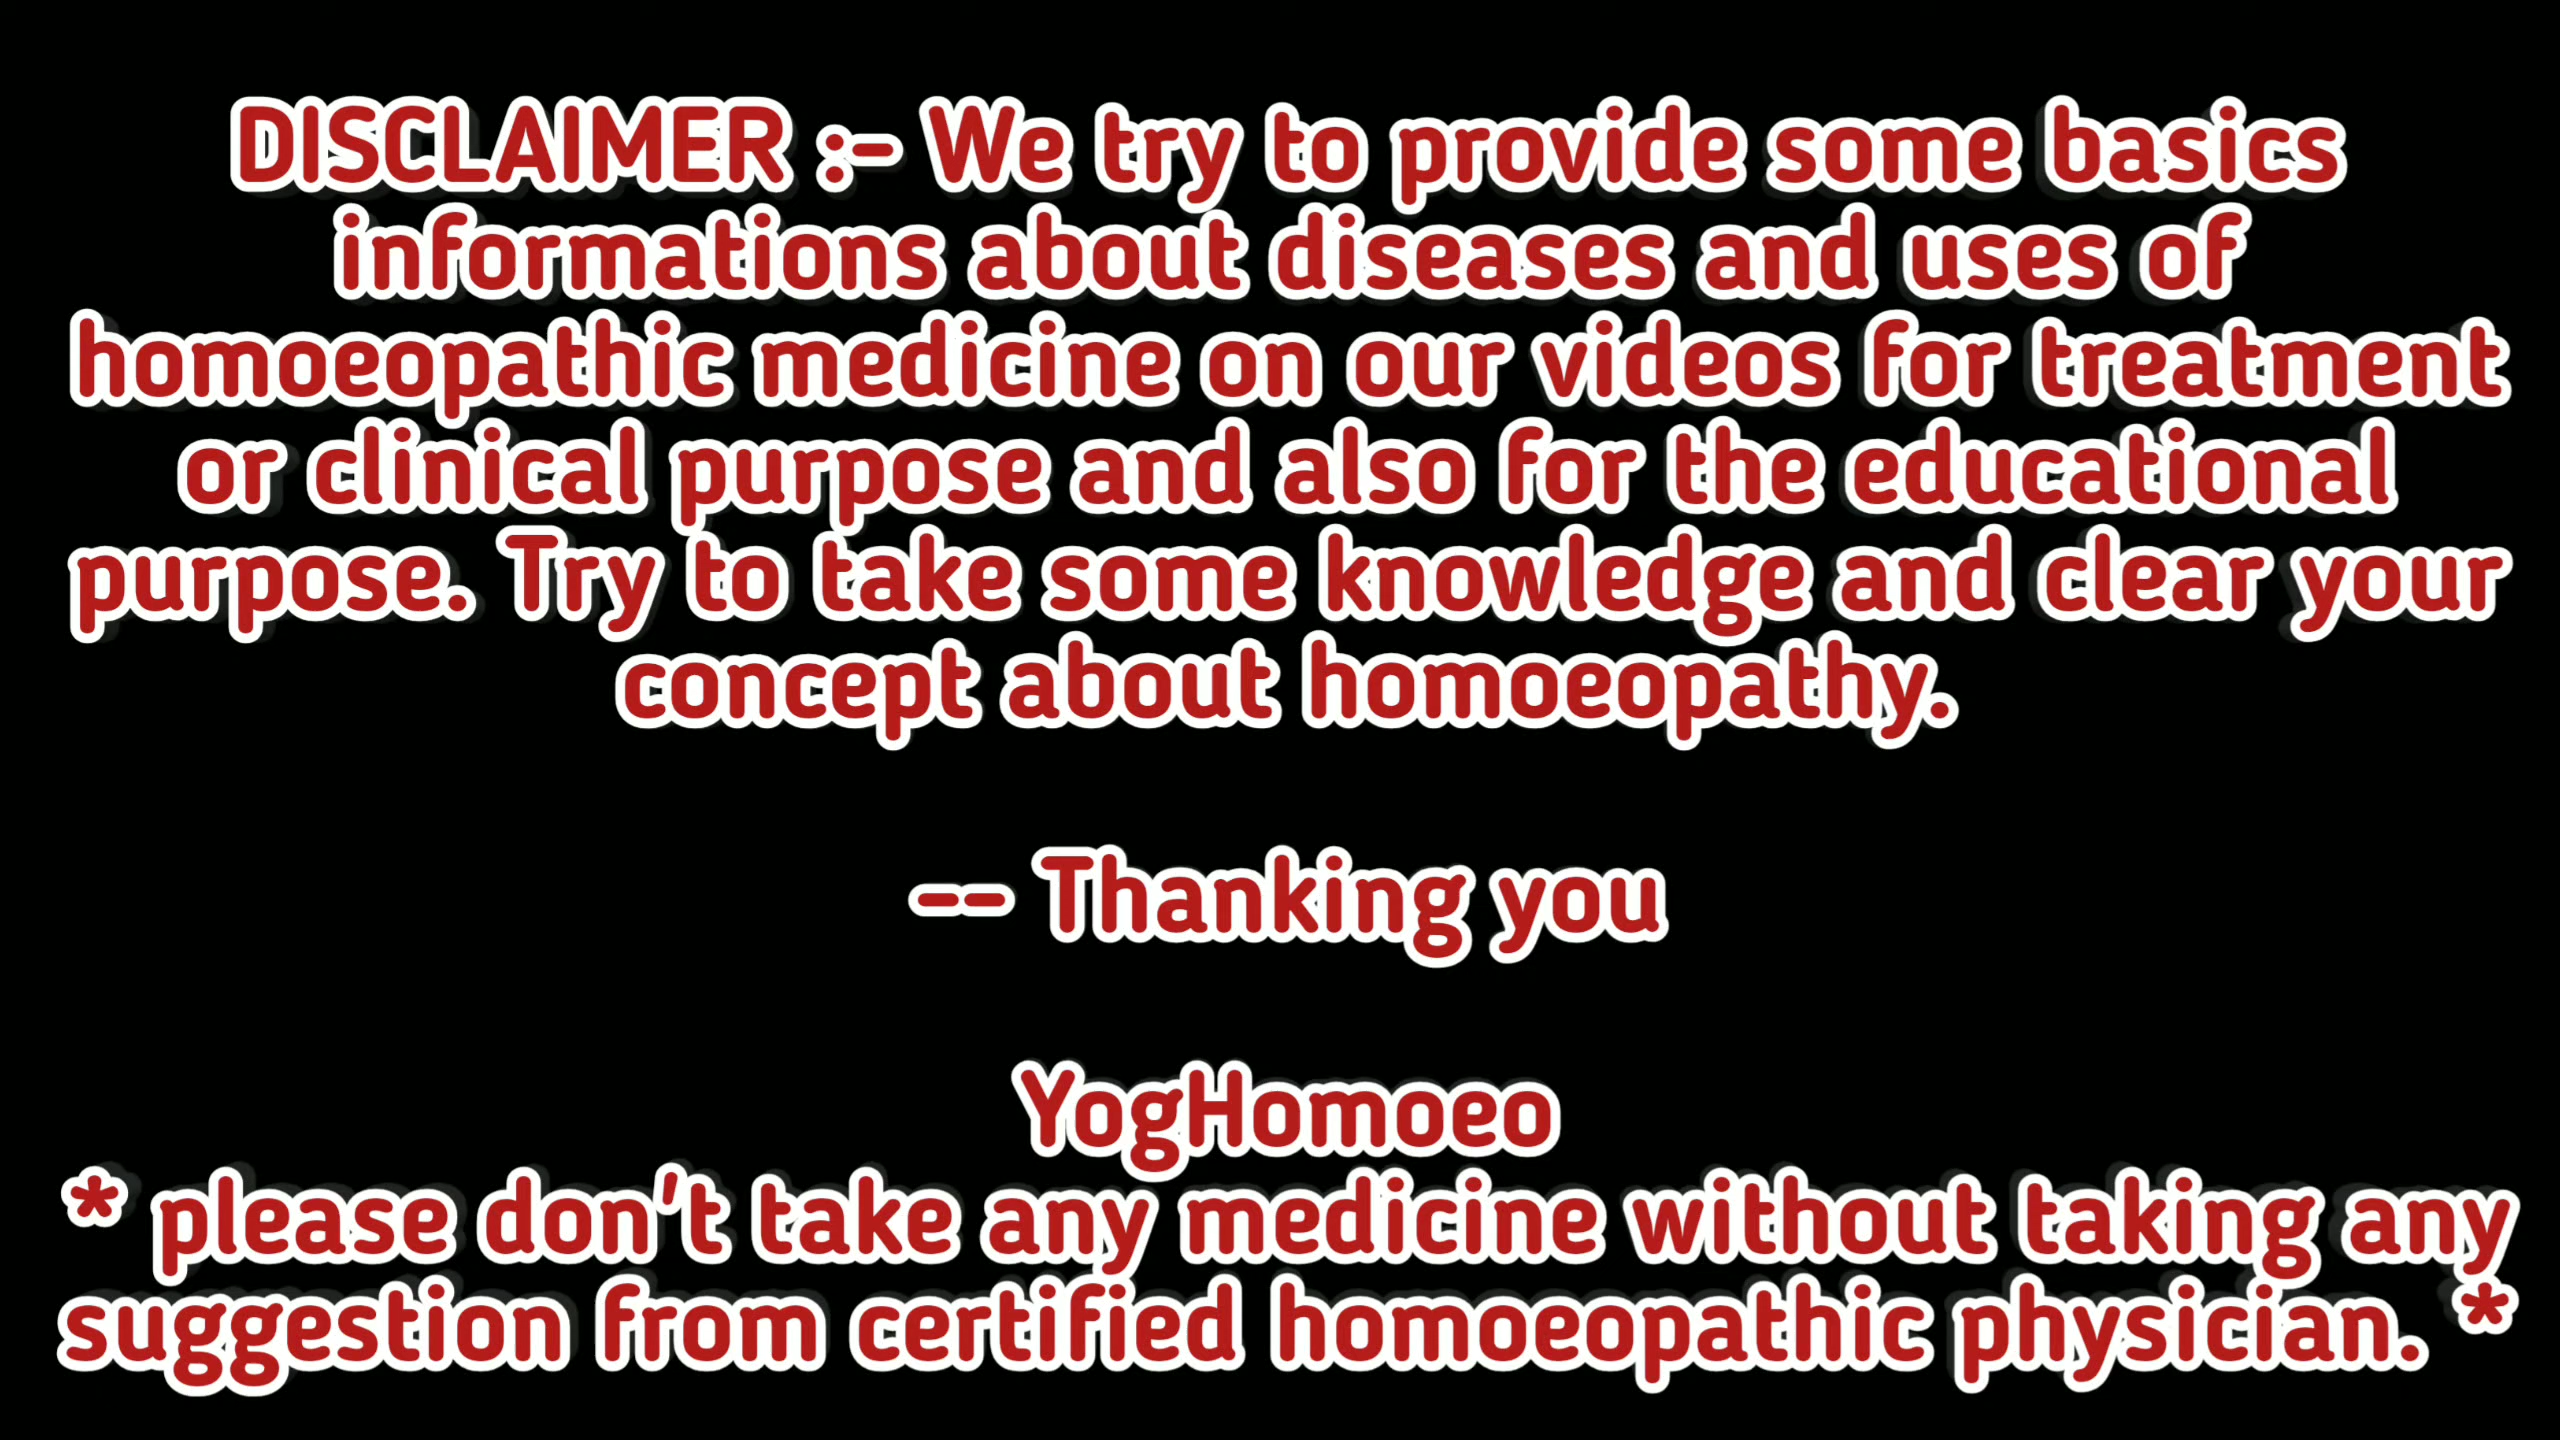 DISCLAIMER :- We try to provide some basics
informations about diseases and uses of
homoeopathic medicine on our videos for treatment
or clinical purpose and also for the educational
purpose. Try to take some knowledge and clear your
concept about homoeopathy.
-- Thanking you
YogHomoeo
* please don't take any medicine without taking any
suggestion from certified homoeopathic physician. *